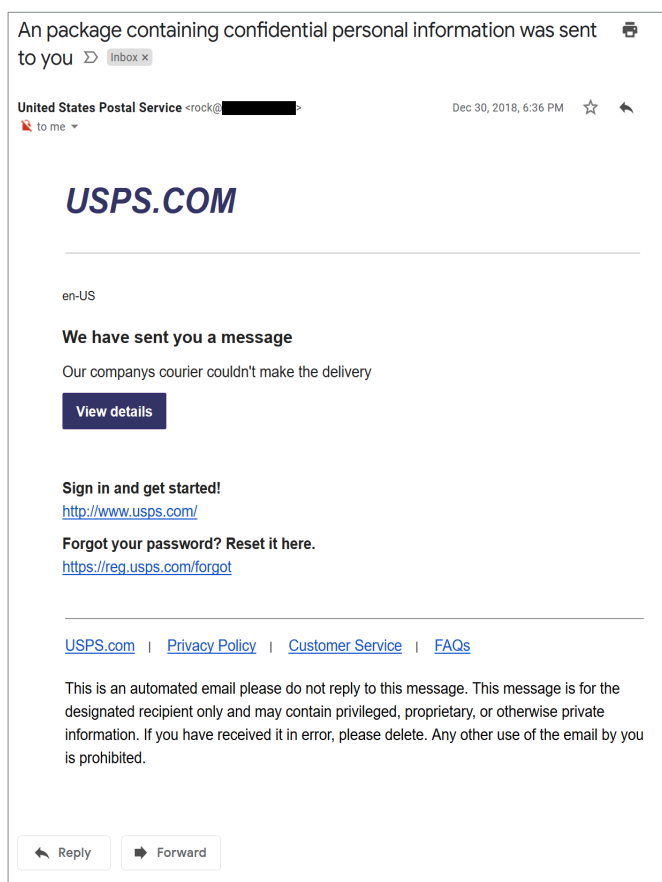 An package containing confidential personal information was sent
to you Inbox ×
United States Postal Service <rock@ > Dec 30, 2018, 6:36 PM
to me
USPS.COM
en-US
We have sent you a message
Our companys courier couldn't make the delivery
View details
Sign in and get started!
http://www.usps.com/
Forgot your password? Reset it here.
https://reg.usps.com/forgot
USPS.com | Privacy Policy | Customer Service | FAQs
This is an automated email please do not reply to this message. This message is for the
designated recipient only and may contain privileged, proprietary, or otherwise private
information. If you have received it in error, please delete. Any other use of the email by you
is prohibited.
Reply Forward